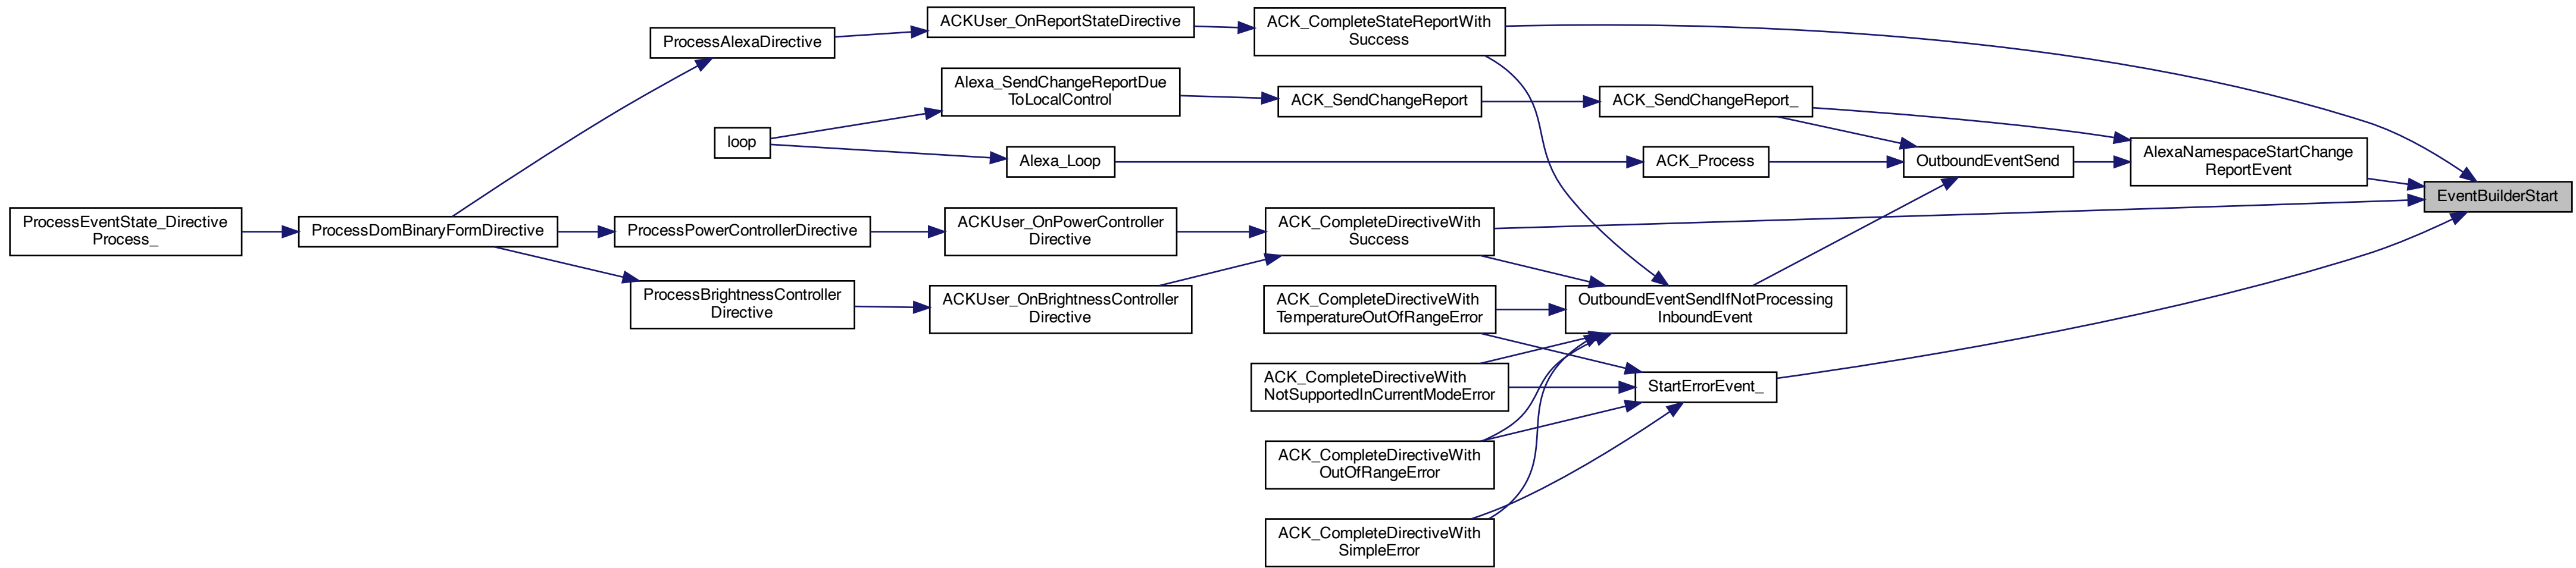 ProcessEventState_Directive
Process_
ProcessDomBinaryFormDirective
ProcessAlexaDirective
loop
ProcessPowerControllerDirective
ProcessBrightnessController
Directive
ACKUser_OnReportStateDirective
Alexa_SendChangeReportDue
ToLocalControl
Alexa_Loop
ACKUser_OnPowerController
Directive
ACKUser_OnBrightnessController
Directive
ACK_CompleteStateReportWith
Success
ACK_SendChangeReport
ACK_CompleteDirectiveWith
Success
ACK_CompleteDirectiveWith
TemperatureOutOfRangeError
ACK_CompleteDirectiveWith
NotSupportedInCurrentModeError
ACK_CompleteDirectiveWith
OutOfRangeError
ACK_CompleteDirectiveWith
SimpleError
ACK_SendChangeReport_
ACK_Process
OutboundEventSendIfNotProcessing
InboundEvent
StartErrorEvent_
OutboundEventSend
AlexaNamespaceStartChange
ReportEvent
EventBuilderStart